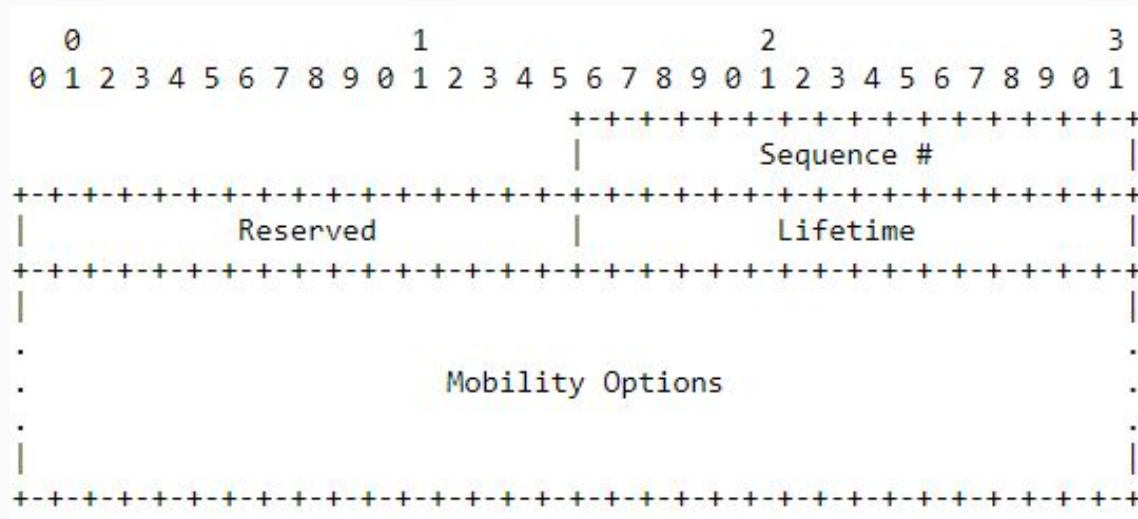 0 1 2 3
0 1 2 3 4 5 6 7 8 9 0 1 2 3 4 5 6 7 8 9 0 1 2 3 4 5 6 7 8 9 0 1
+-+-+-+-+-+-+-+-+-+-+-+-+-+-+-+-+
| Sequence # |
+-+-+-+-+-+-+-+-+-+-+-+-+-+-+-+-+-+-+-+-+-+-+-+-+-+-+-+-+-+-+-+-+
| Reserved | Lifetime |
+-+-+-+-+-+-+-+-+-+-+-+-+-+-+-+-+-+-+-+-+-+-+-+-+-+-+-+-+-+-+-+-+
| |
. .
. Mobility Options .
. .
| |
+-+-+-+-+-+-+-+-+-+-+-+-+-+-+-+-+-+-+-+-+-+-+-+-+-+-+-+-+-+-+-+-+